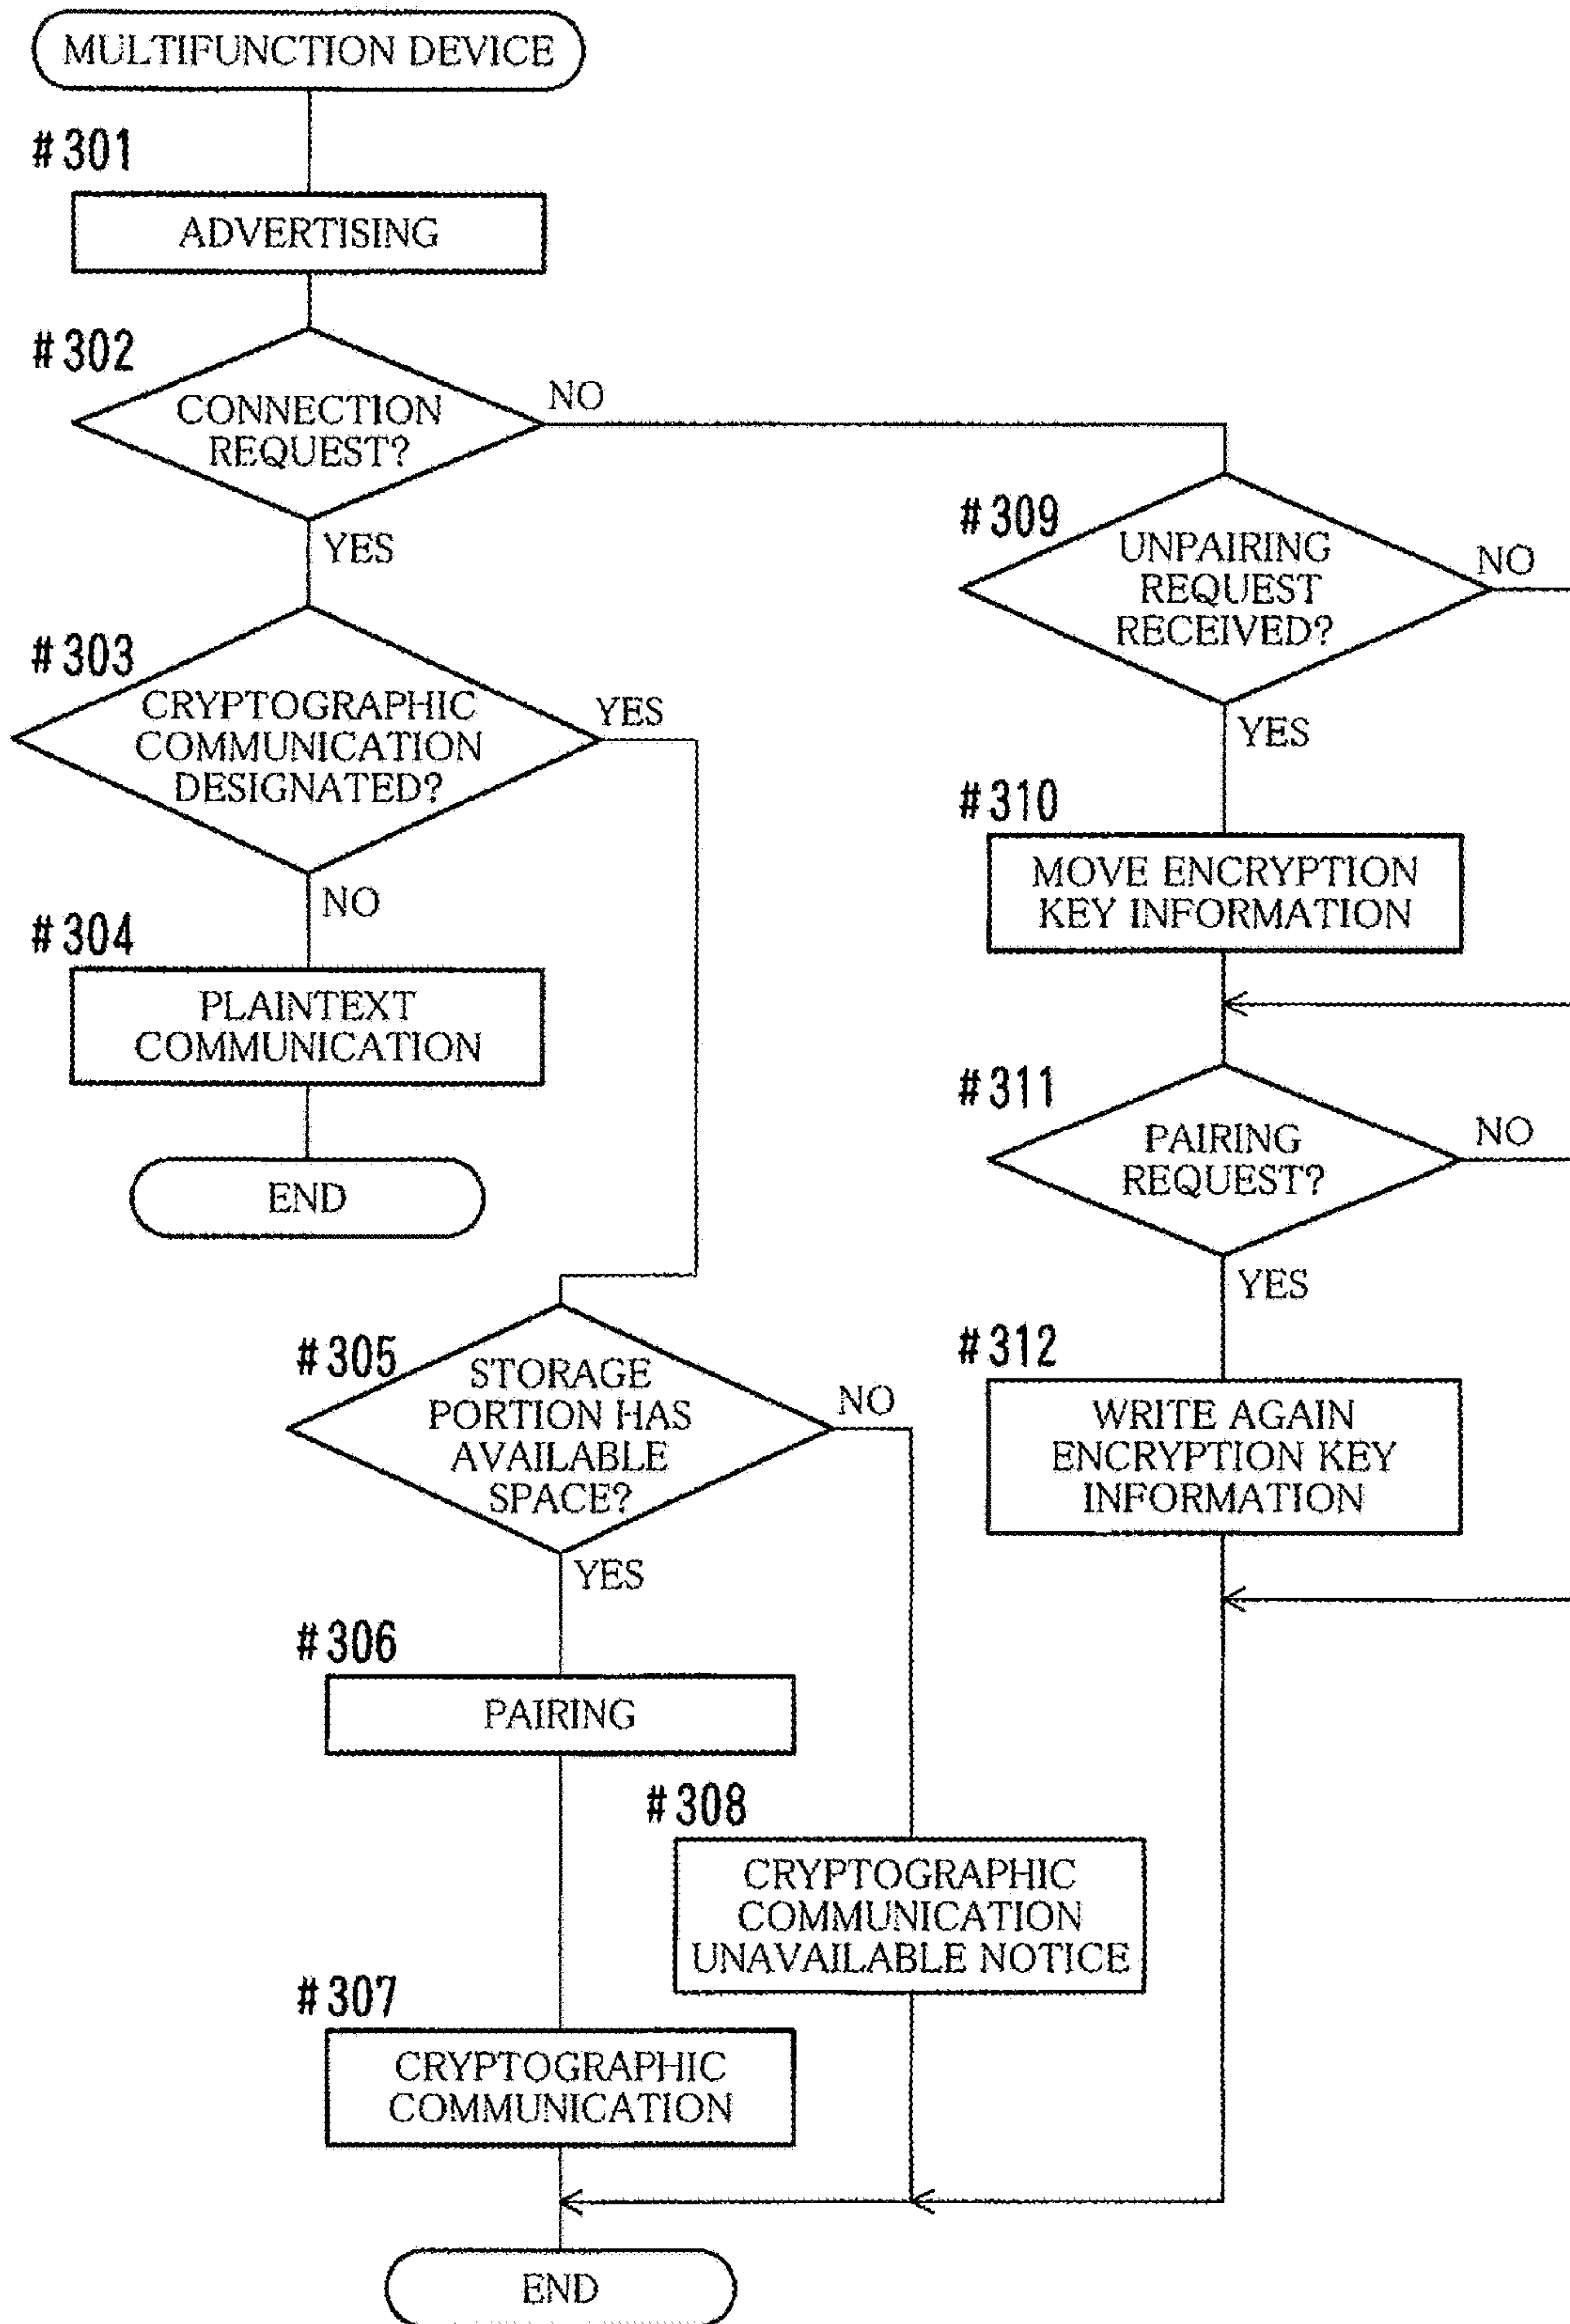 MULTIFUNCTION DEVICE
#301
ADVERTISING
#302
CONNECTION
REQUEST?
NO
YES
#303
CRYPTOGRAPHIC
COMMUNICATION
DESIGNATED?
YES
NO
#304
PLAINTEXT
COMMUNICATION
END
#305
STORAGE
PORTION HAS
AVAILABLE
SPACE?
NO
YES
#306
PAIRING
#308
CRYPTOGRAPHIC
COMMUNICATION
UNAVAILABLE NOTICE
#307
CRYPTOGRAPHIC
COMMUNICATION
END
#309
UNPAIRING
REQUEST
RECEIVED?
NO
YES
#310
MOVE ENCRYPTION
KEY INFORMATION
#311
PAIRING
REQUEST?
NO
YES
#312
WRITE AGAIN
ENCRYPTION KEY
INFORMATION